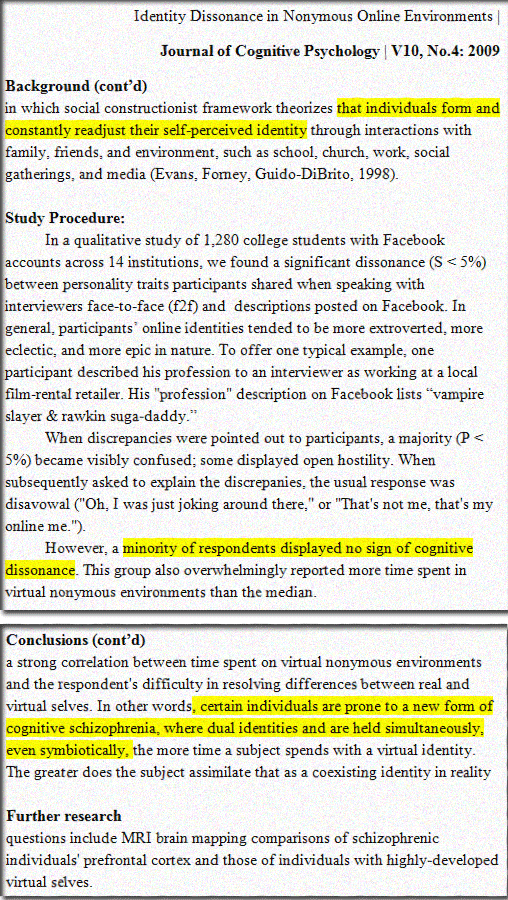 Identity Dissonance in Nonymous Online Environments |
Journal of Cognitive Psychology | V10, No.4: 2009
Background (cont'd)
in which social constructionist framework theorizes that individuals form and
constantly readjust their self-perceived identity through interactions with
family, friends, and environment, such as school, church, work, social
gatherings, and media (Evans, Forney, Guido-DiBrito, 1998).
Study Procedure:
In a qualitative study of 1,280 college students with Facebook
accounts across 14 institutions, we found a significant dissonance (S < 5%)
between personality traits participants shared when speaking with
interviewers face-to-face (f2f) and descriptions posted on Facebook. In
general, participants' online identities tended to be more extroverted, more
eclectic, and more epic in nature. To offer one typical example, one
participant described his profession to an interviewer as working at a local
film-rental retailer. His "profession" description on Facebook lists “vampire
slayer & rawkin suga-daddy.”
When discrepancies were pointed out to participants, a majority (P <
5%) became visibly confused; some displayed open hostility. When
subsequently asked to explain the discrepanies, the usual response was
disavowal ("Oh, I was just joking around there," or "That's not me, that's my
online me.").
However, a minority of respondents displayed no sign of cognitive
dissonance. This group also overwhelmingly reported more time spent in
virtual nonymous environments than the median.
Conclusions (cont'd)
a strong correlation between time spent on virtual nonymous environments
and the respondent's difficulty in resolving differences between real and
virtual selves. In other words, certain individuals are prone to a new form of
cognitive schizophrenia, where dual identities and are held simultaneously,
even symbiotically, the more time a subject spends with a virtual identity.
The greater does the subject assimilate that as a coexisting identity in reality
Further research
questions include MRI brain mapping comparisons of schizophrenic
individuals' prefrontal cortex and those of individuals with highly-developed
virtual selves.